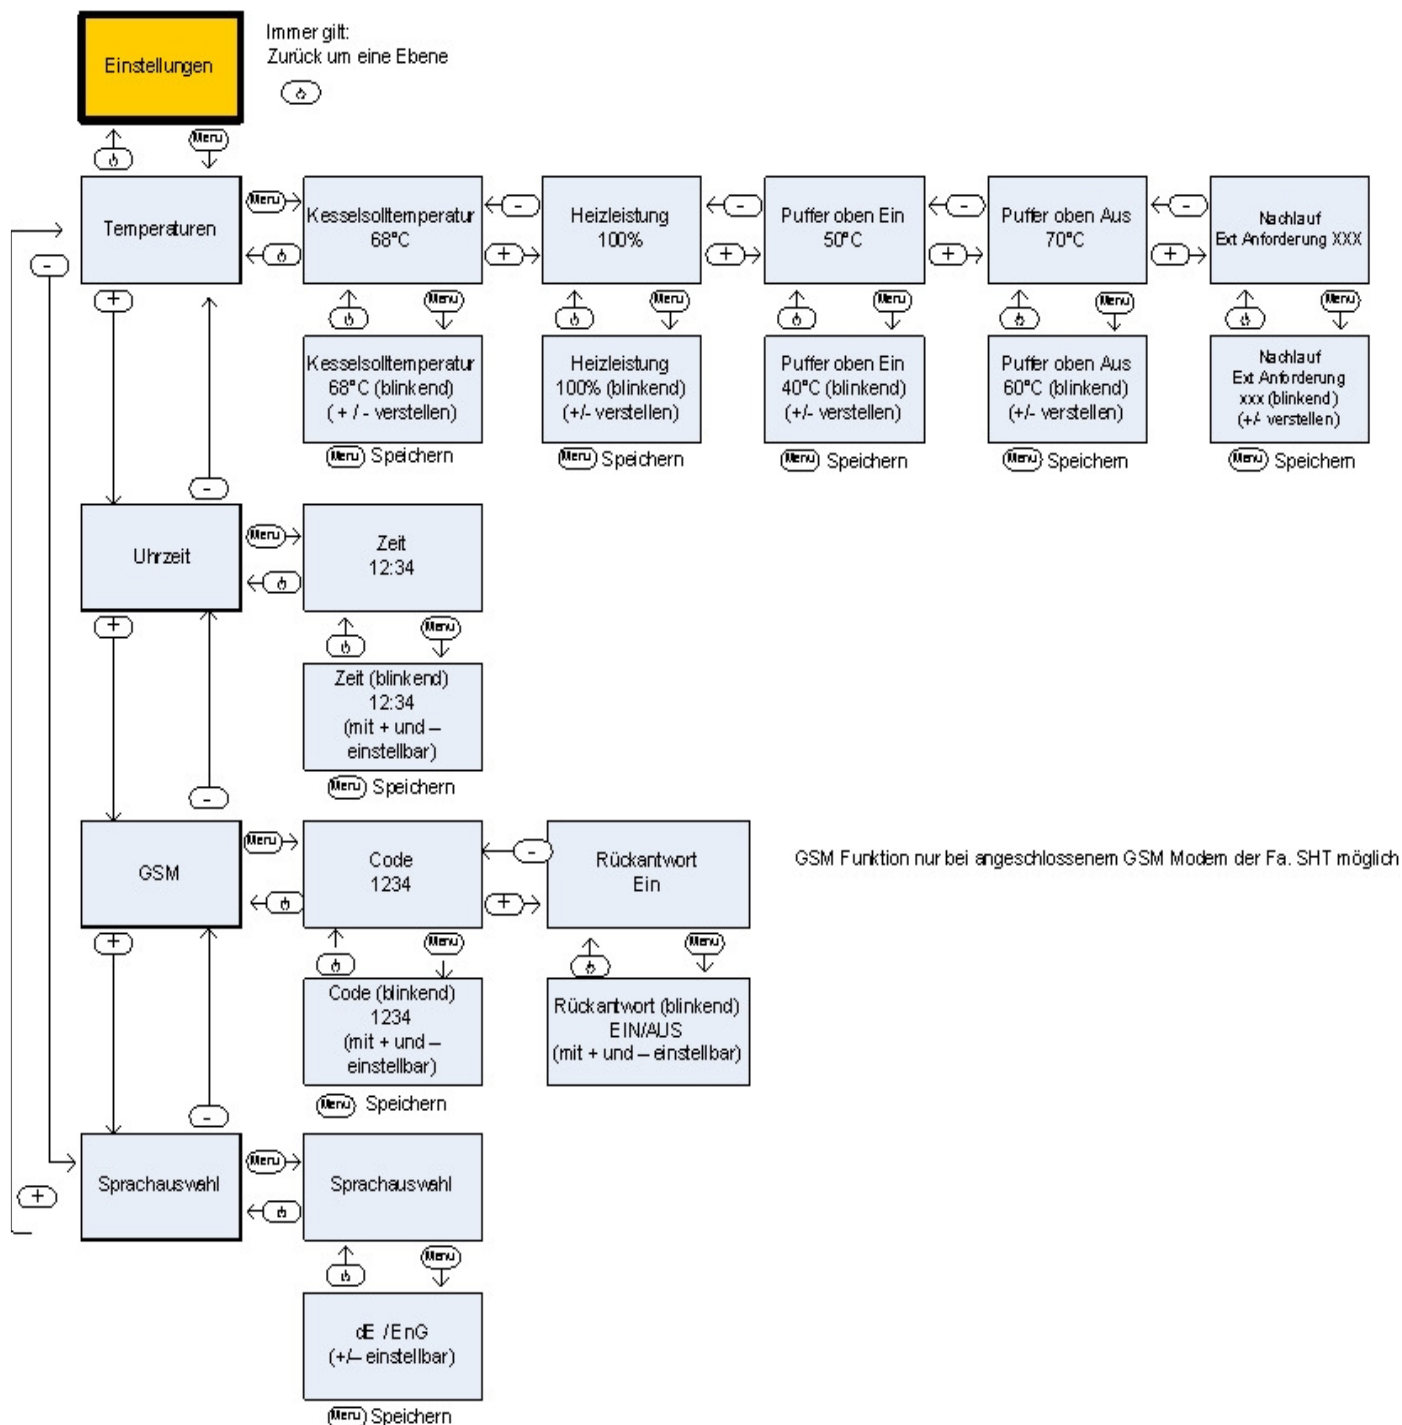 Einstellungen
Immer gilt:
Zurück um eine Ebene
Menu
Temperaturen
Menu
Kesselsolltemperatur
68°C
-
+
Heizleistung
100%
-
+
Puffer oben Ein
50°C
-
+
Puffer oben Aus
70°C
-
+
Nachlauf
Ext Anforderung XXX
-
+
-
Menu
Menu
Menu
Menu
Menu
Kesselsolltemperatur
68°C (blinkend)
( + / - verstellen)
Menu Speichern
Heizleistung
100% (blinkend)
(+/- verstellen)
Menu Speichern
Puffer oben Ein
40°C (blinkend)
(+/- verstellen)
Menu Speichern
Puffer oben Aus
60°C (blinkend)
(+/- verstellen)
Menu Speichern
Nachlauf
Ext Anforderung
xxx (blinkend)
(+/- verstellen)
Menu Speichern
Uhrzeit
Menu
Zeit
12:34
+
Menu
Zeit (blinkend)
12:34
(mit + und –
einstellbar)
Menu Speichern
-
GSM
Menu
Code
1234
-
+
Rückantwort
Ein
GSM Funktion nur bei angeschlossenem GSM Modem der Fa. SHT möglich
+
Menu
Menu
Code (blinkend)
1234
(mit + und –
einstellbar)
Menu Speichern
Rückantwort (blinkend)
EIN/AUS
(mit + und – einstellbar)
-
+
Sprachauswahl
Menu
Sprachauswahl
Menu
dE /EnG
(+/– einstellbar)
Menu Speichern